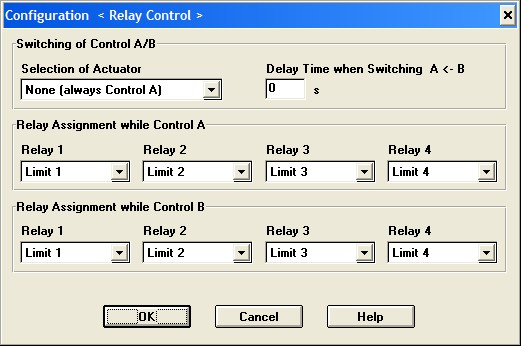 Configuration < Relay Control >
Switching of Control A/B
Selection of Actuator
Delay Time when Switching A <- B
None (always Control A)
0 s
Relay Assignment while Control A
Relay 1 Relay 2 Relay 3 Relay 4
Limit 1 Limit 2 Limit 3 Limit 4
Relay Assignment while Control B
Relay 1 Relay 2 Relay 3 Relay 4
Limit 1 Limit 2 Limit 3 Limit 4
OK Cancel Help